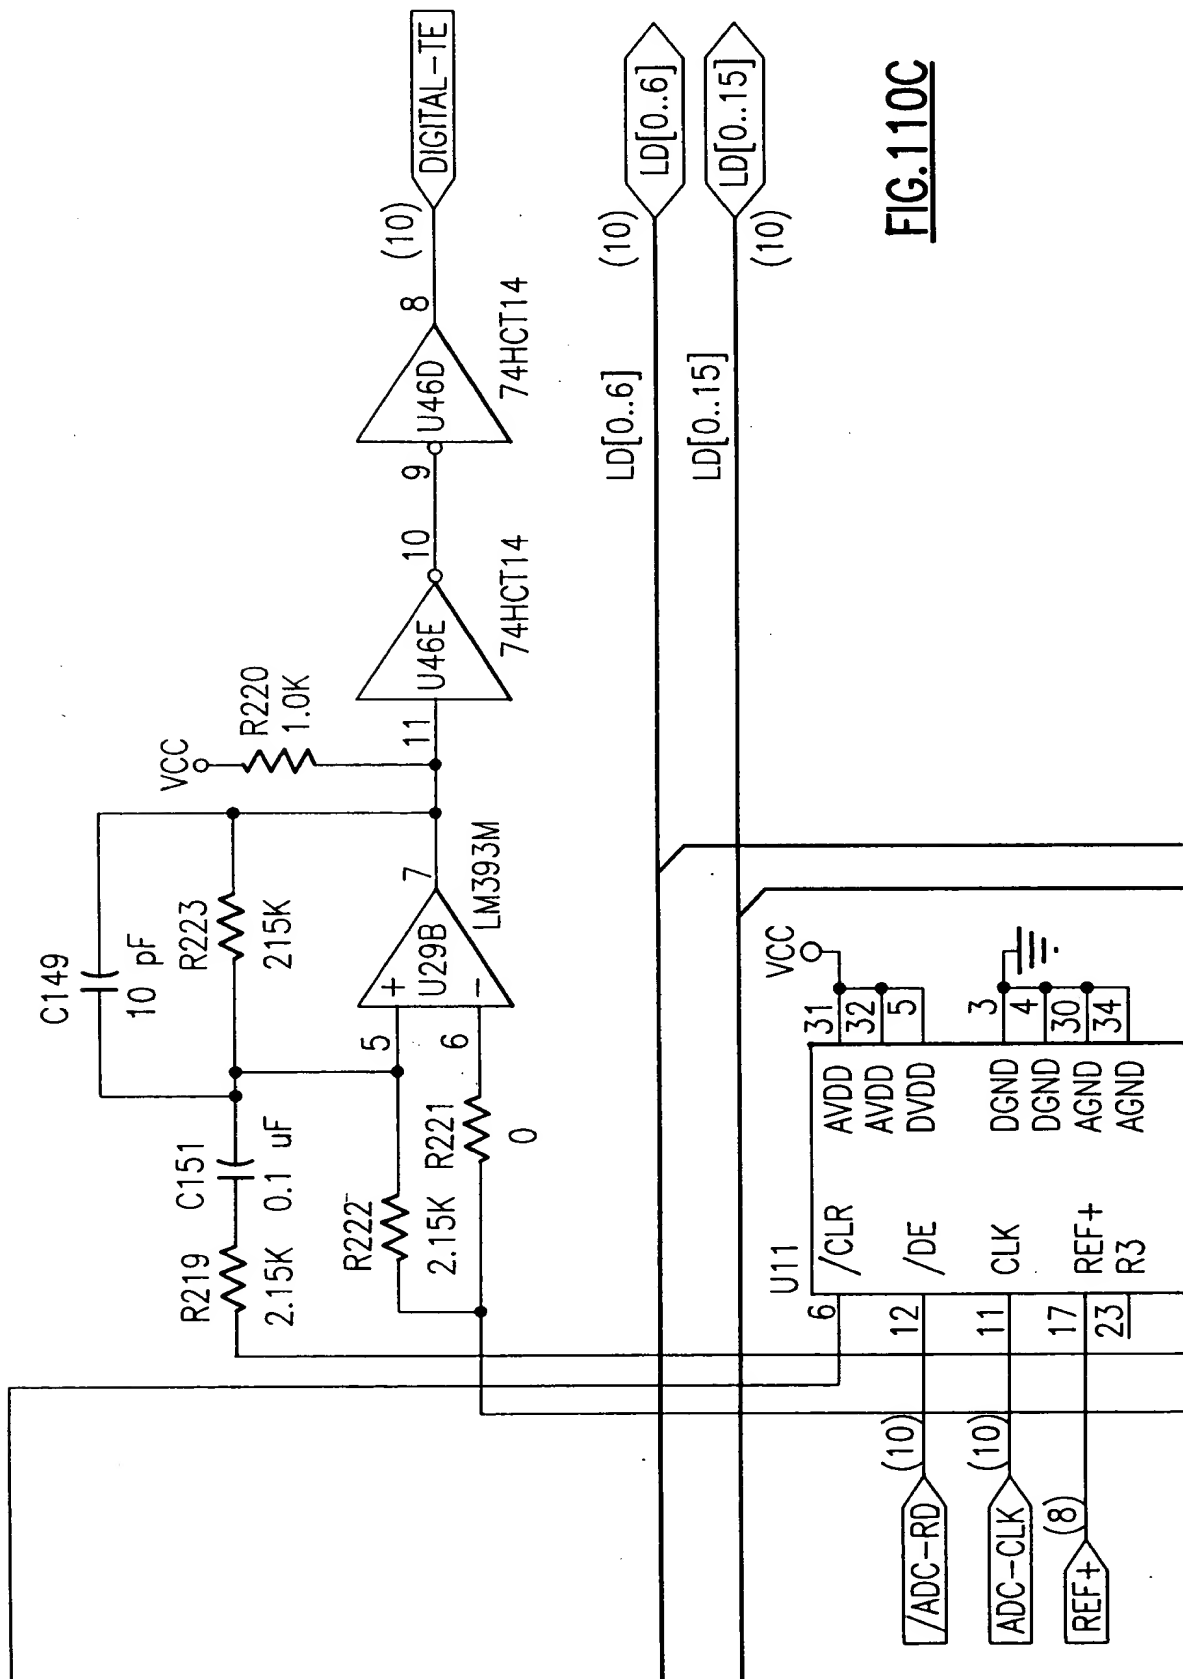 C149
10 pF
R223
215K
VCC
R220
1.0K
R219
2.15K
C151
0.1 uF
R222
2.15K
R221
0
5
6
+
-
U29B
7
LM393M
11
U46E
74HCT14
10
9
U46D
74HCT14
8
(10)
DIGITAL-TE
LD[0..6]
(10)
LD[0..6]
LD[0..15]
(10)
LD[0..15]
U11
6
/CLR
12
/DE
11
CLK
17
REF+
23
R3
AVDD
31
AVDD
32
DVDD
5
VCC
DGND
3
DGND
4
AGND
30
AGND
34
/ADC-RD
(10)
ADC-CLK
(10)
REF+
(8)
FIG.110C